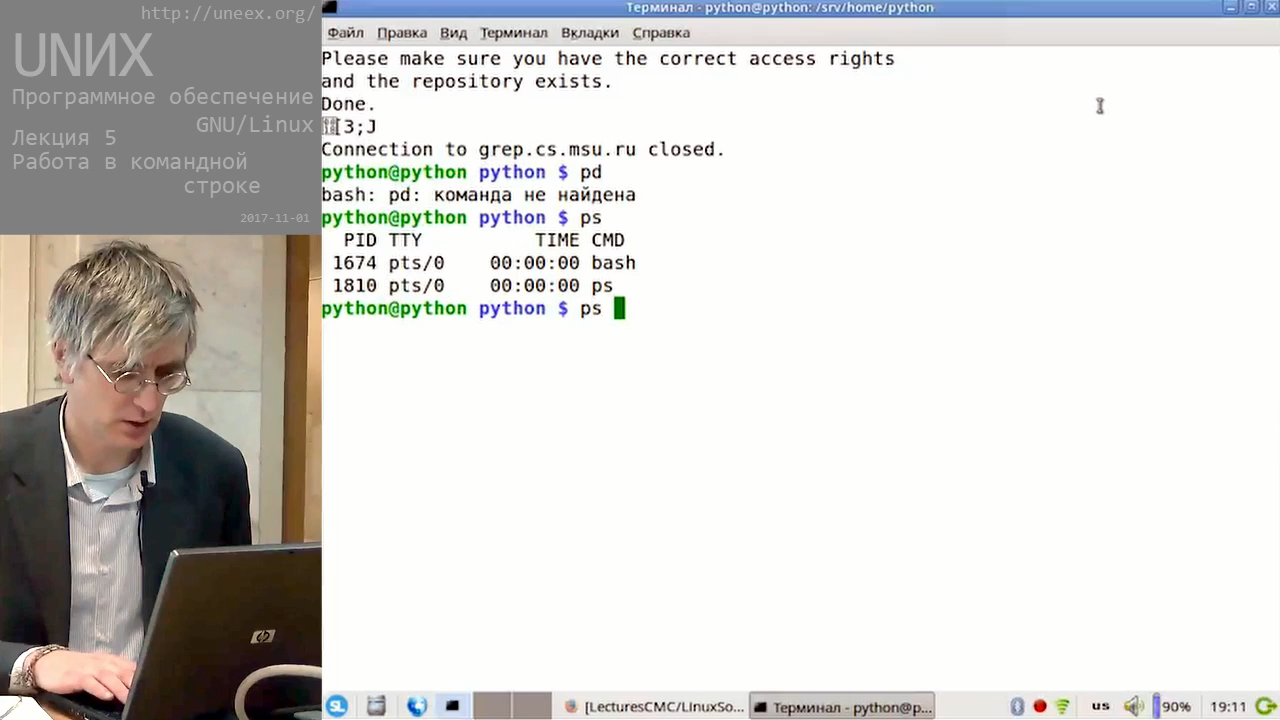 http://uneex.org/
UNИX
Программное обеспечение
GNU/Linux
Лекция 5
Работа в командной
строке
2017-11-01
Терминал - python@python: /srv/home/python
Файл Правка Вид Терминал Вкладки Справка
Please make sure you have the correct access rights
and the repository exists.
Done.
[3;J
Connection to grep.cs.msu.ru closed.
python@python python $ pd
bash: pd: команда не найдена
python@python python $ ps
PID TTY TIME CMD
1674 pts/0 00:00:00 bash
1810 pts/0 00:00:00 ps
python@python python $ ps
hp
SL
[LecturesCMC/LinuxSo...
Терминал - python@p...
us
90%
19:11